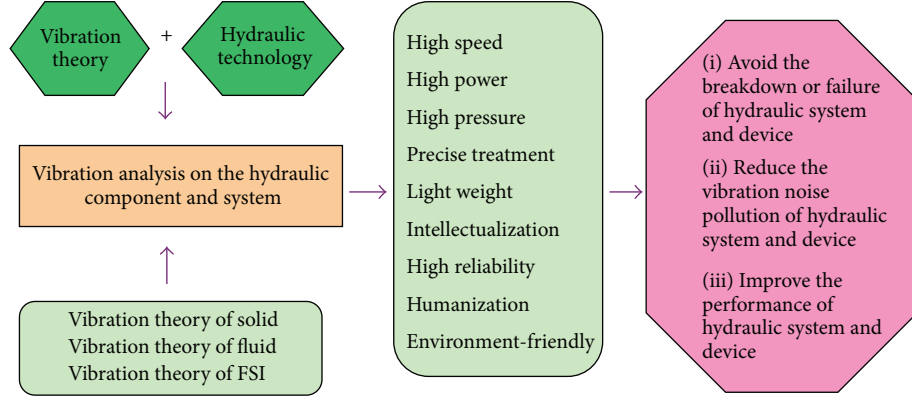 Vibration
theory
+
Hydraulic
technology
Vibration analysis on the hydraulic
component and system
Vibration theory of solid
Vibration theory of fluid
Vibration theory of FSI
High speed
High power
High pressure
Precise treatment
Light weight
Intellectualization
High reliability
Humanization
Environment-friendly
(i) Avoid the
breakdown or failure
of hydraulic system
and device
(ii) Reduce the
vibration noise
pollution of hydraulic
system and device
(iii) Improve the
performance of
hydraulic system and
device